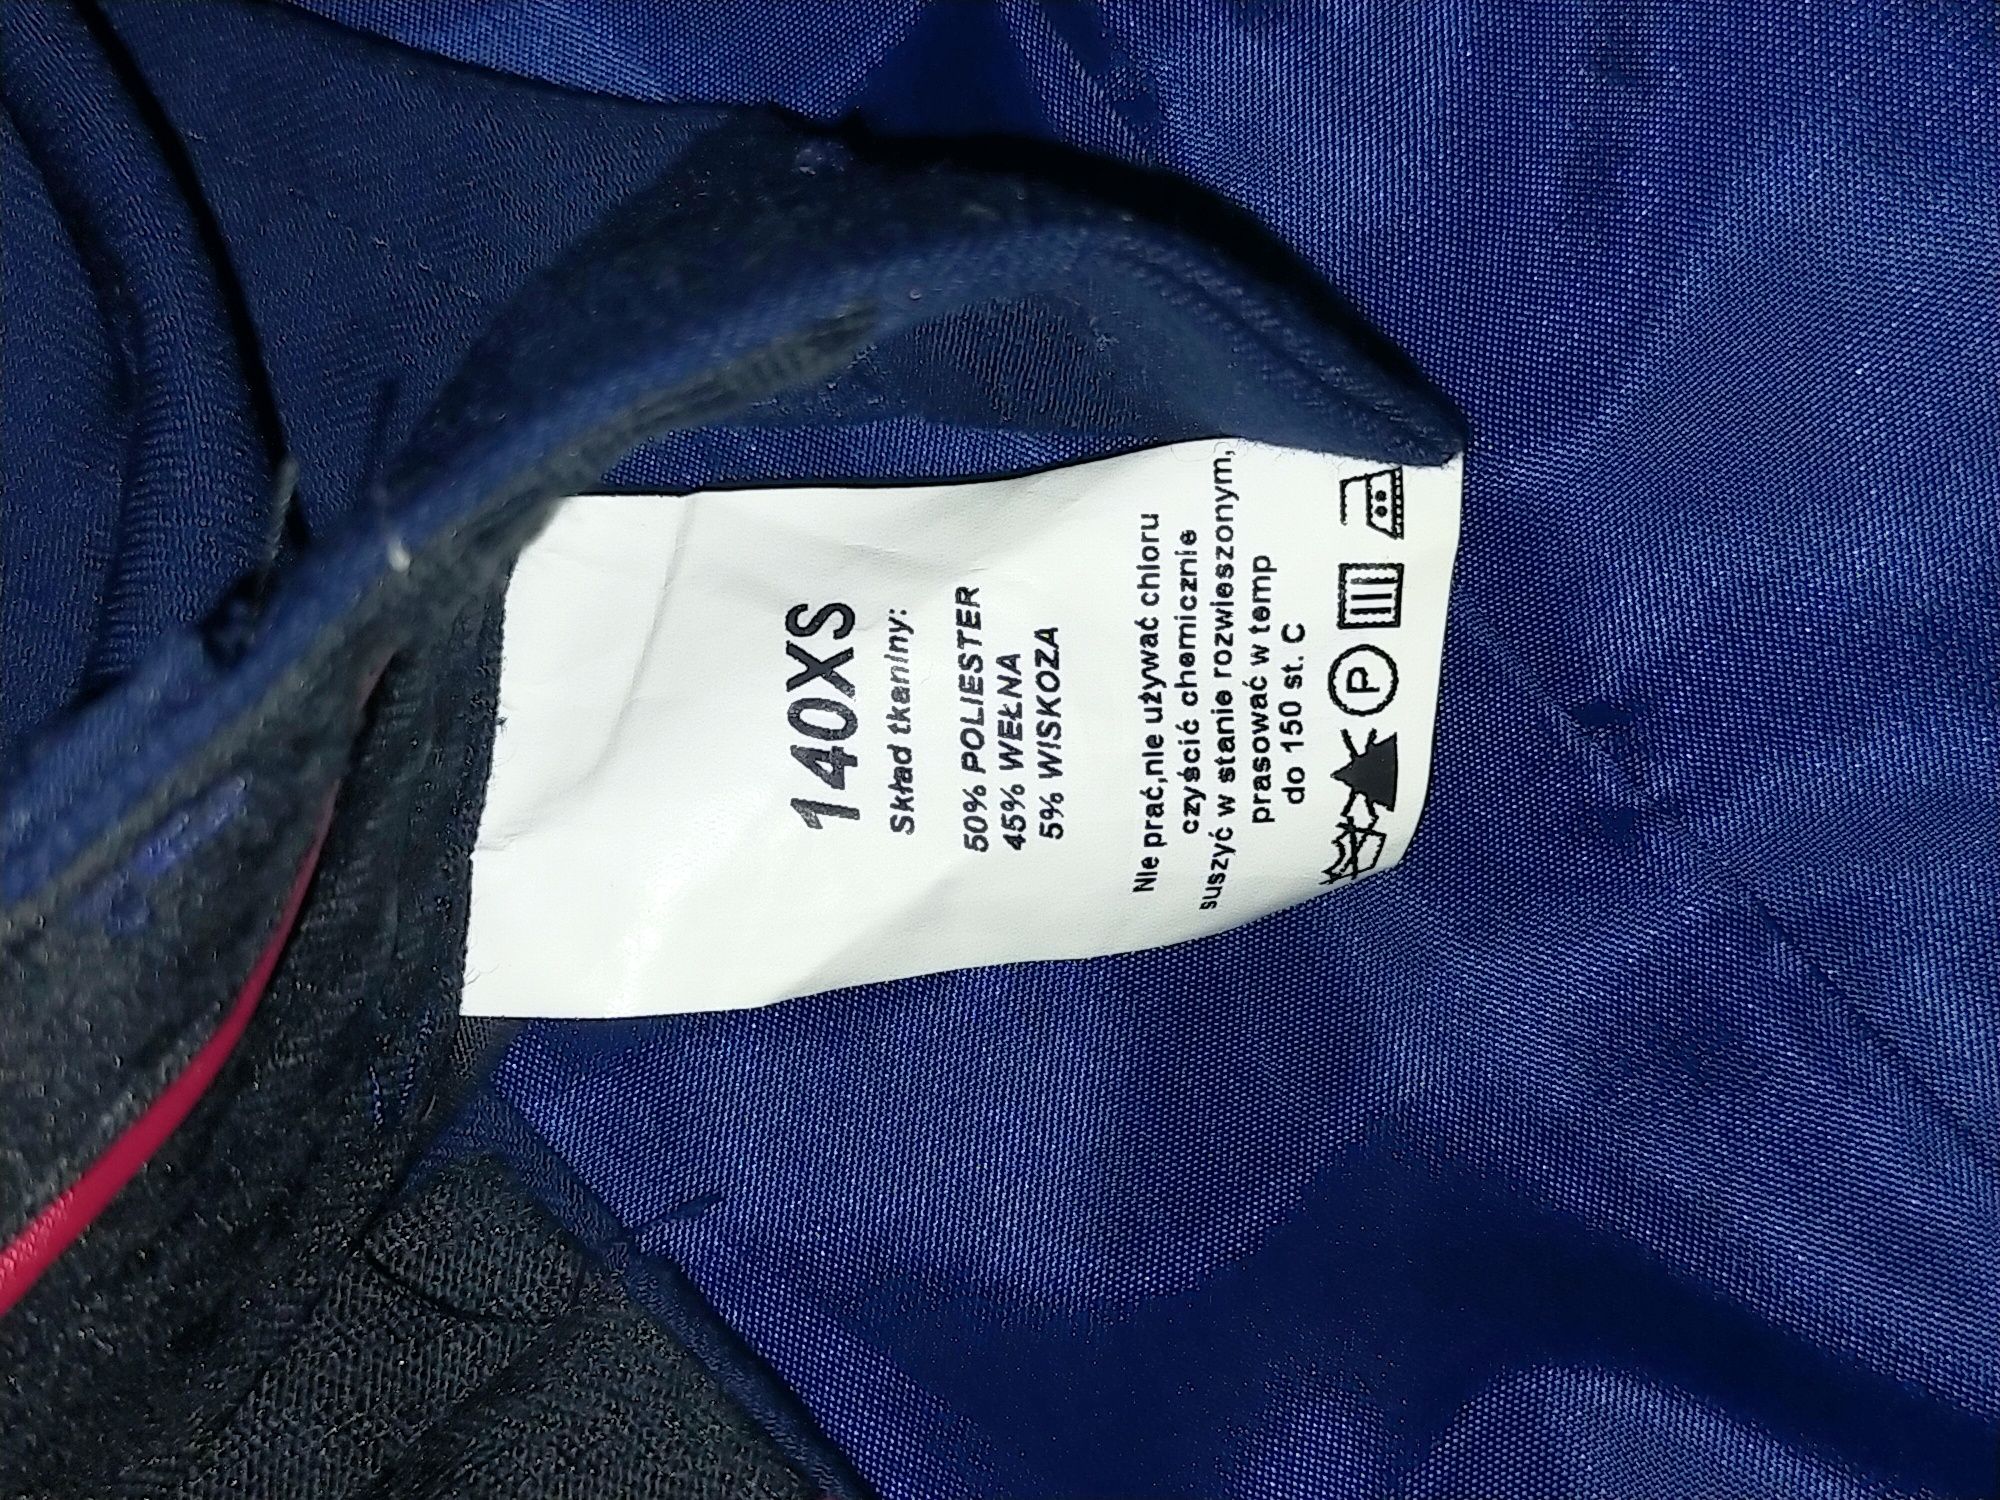 140XS
Skład tkaniny:
50% POLIESTER
45% WEŁNA
5% WISKOZA
Nie prać,nie używać chloru
czyścić chemicznie
suszyć w stanie rozwieszonym,
prasować w temp
do 150 st. C
P